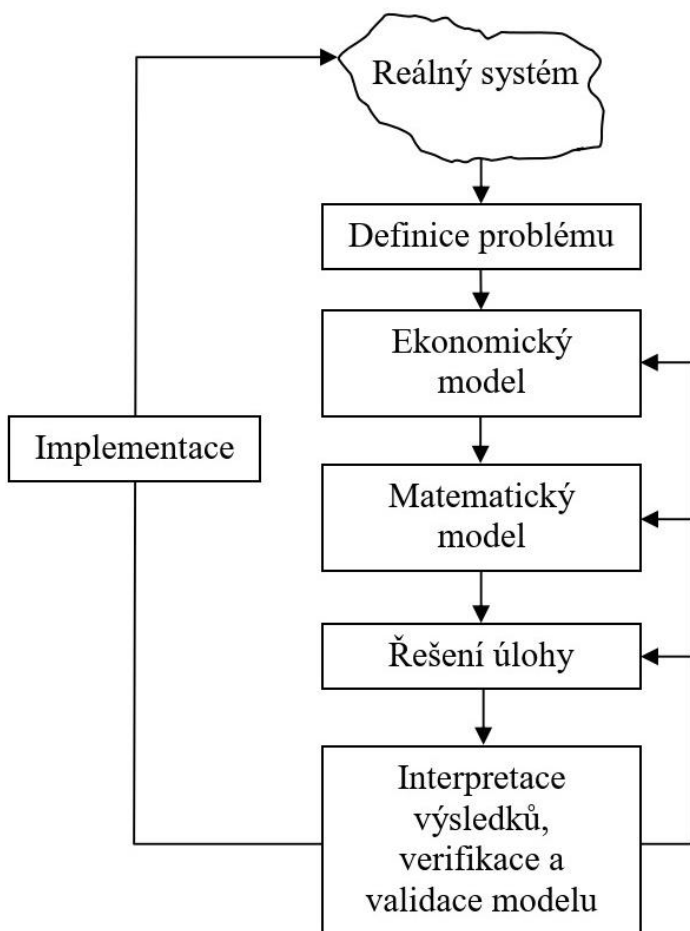 Reálný systém
Definice problému
Ekonomický
model
Implementace
Matematický
model
Řešení úlohy
Interpretace
výsledků,
verifikace a
validace modelu